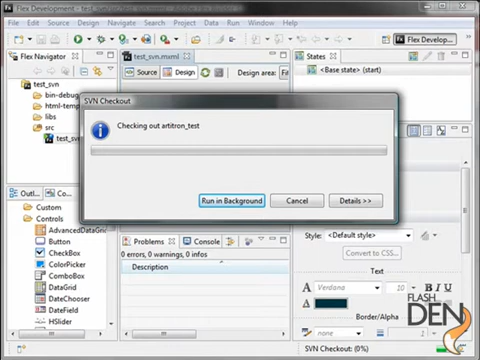 Flex Development - test_svn
File Edit Source Navigate Search Project Data Run Window Help
Flex Develop...
Flex Navigator
test_svn.mxml
States
Source Design Design area: Fi
<Base state> (start)
test_svn
bin-debug
html-temp
libs
src
test_sv
SVN Checkout
Checking out artitron_test
Run in Background Cancel Details >>
Outl... Co...
Custom
Controls
AdvancedDataGri
Button
CheckBox
ColorPicker
ComboBox
DataGrid
DateChooser
DateField
HSlider
Problems Console
0 errors, 0 warnings, 0 infos
Description
Style: <Default style>
Convert to CSS...
Text
Verdana 10 B I U
Border/Alpha
none 1
FLASH
DEN
SVN Checkout: (0%)